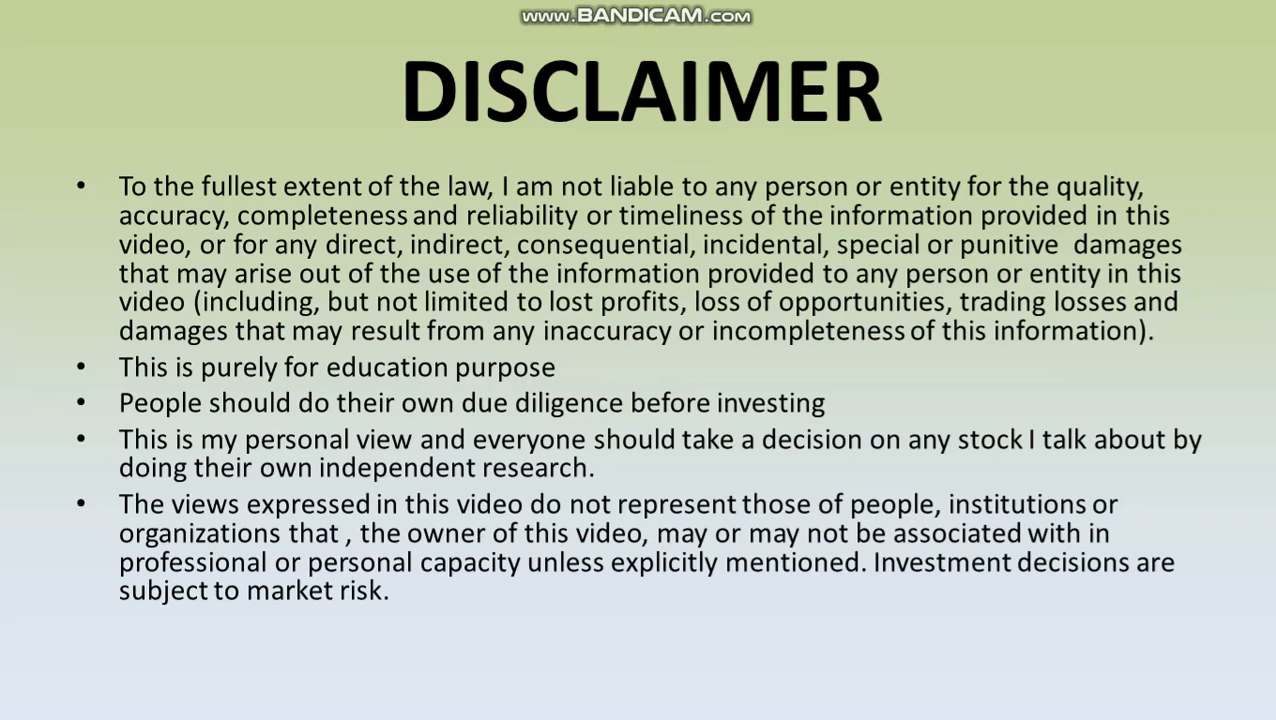 www.BANDICAM.com
DISCLAIMER
• To the fullest extent of the law, I am not liable to any person or entity for the quality,
accuracy, completeness and reliability or timeliness of the information provided in this
video, or for any direct, indirect, consequential, incidental, special or punitive  damages
that may arise out of the use of the information provided to any person or entity in this
video (including, but not limited to lost profits, loss of opportunities, trading losses and
damages that may result from any inaccuracy or incompleteness of this information).
• This is purely for education purpose
• People should do their own due diligence before investing
• This is my personal view and everyone should take a decision on any stock I talk about by
doing their own independent research.
• The views expressed in this video do not represent those of people, institutions or
organizations that , the owner of this video, may or may not be associated with in
professional or personal capacity unless explicitly mentioned. Investment decisions are
subject to market risk.